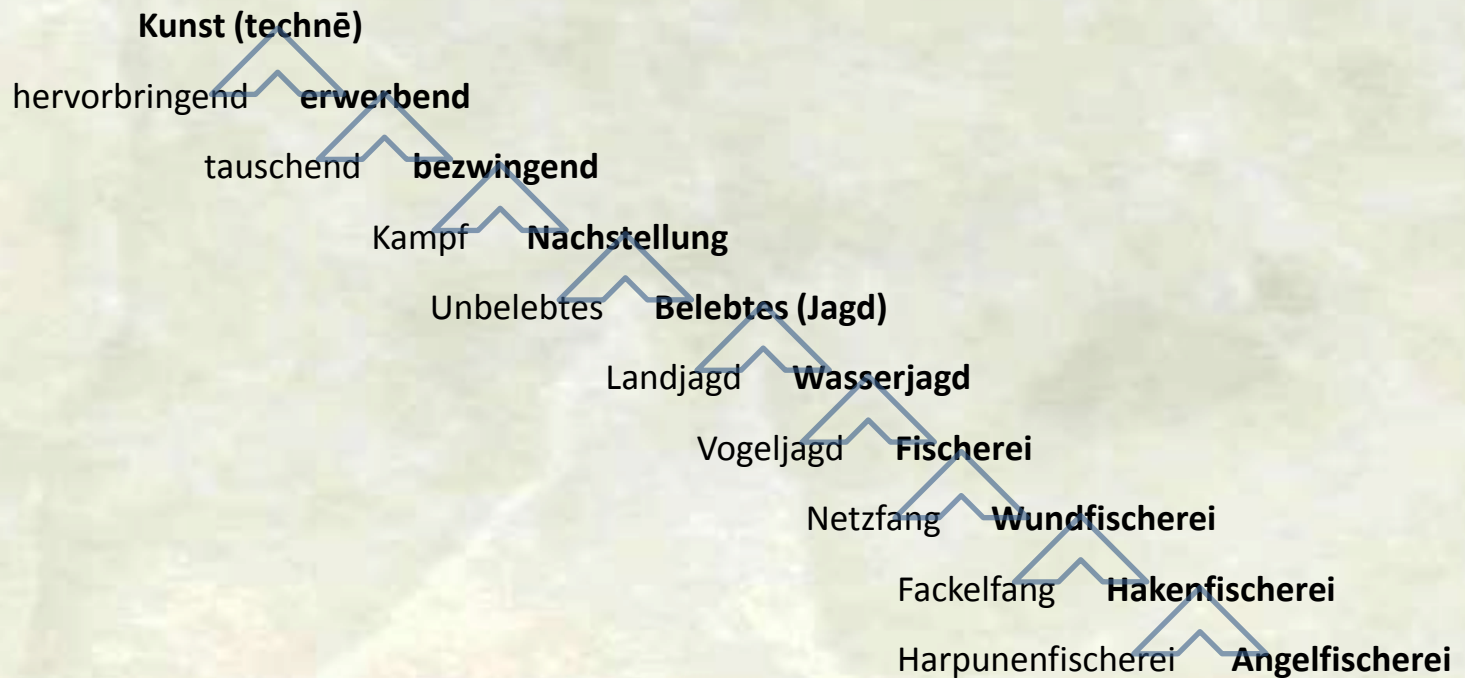 Kunst (technē)
hervorbringend erwerbend
tauschend bezwingend
Kampf Nachstellung
Unbelebtes Belebtes (Jagd)
Landjagd Wasserjagd
Vogeljagd Fischerei
Netzfang Wundfischerei
Fackelfang Hakenfischerei
Harpunenfischerei Angelfischerei